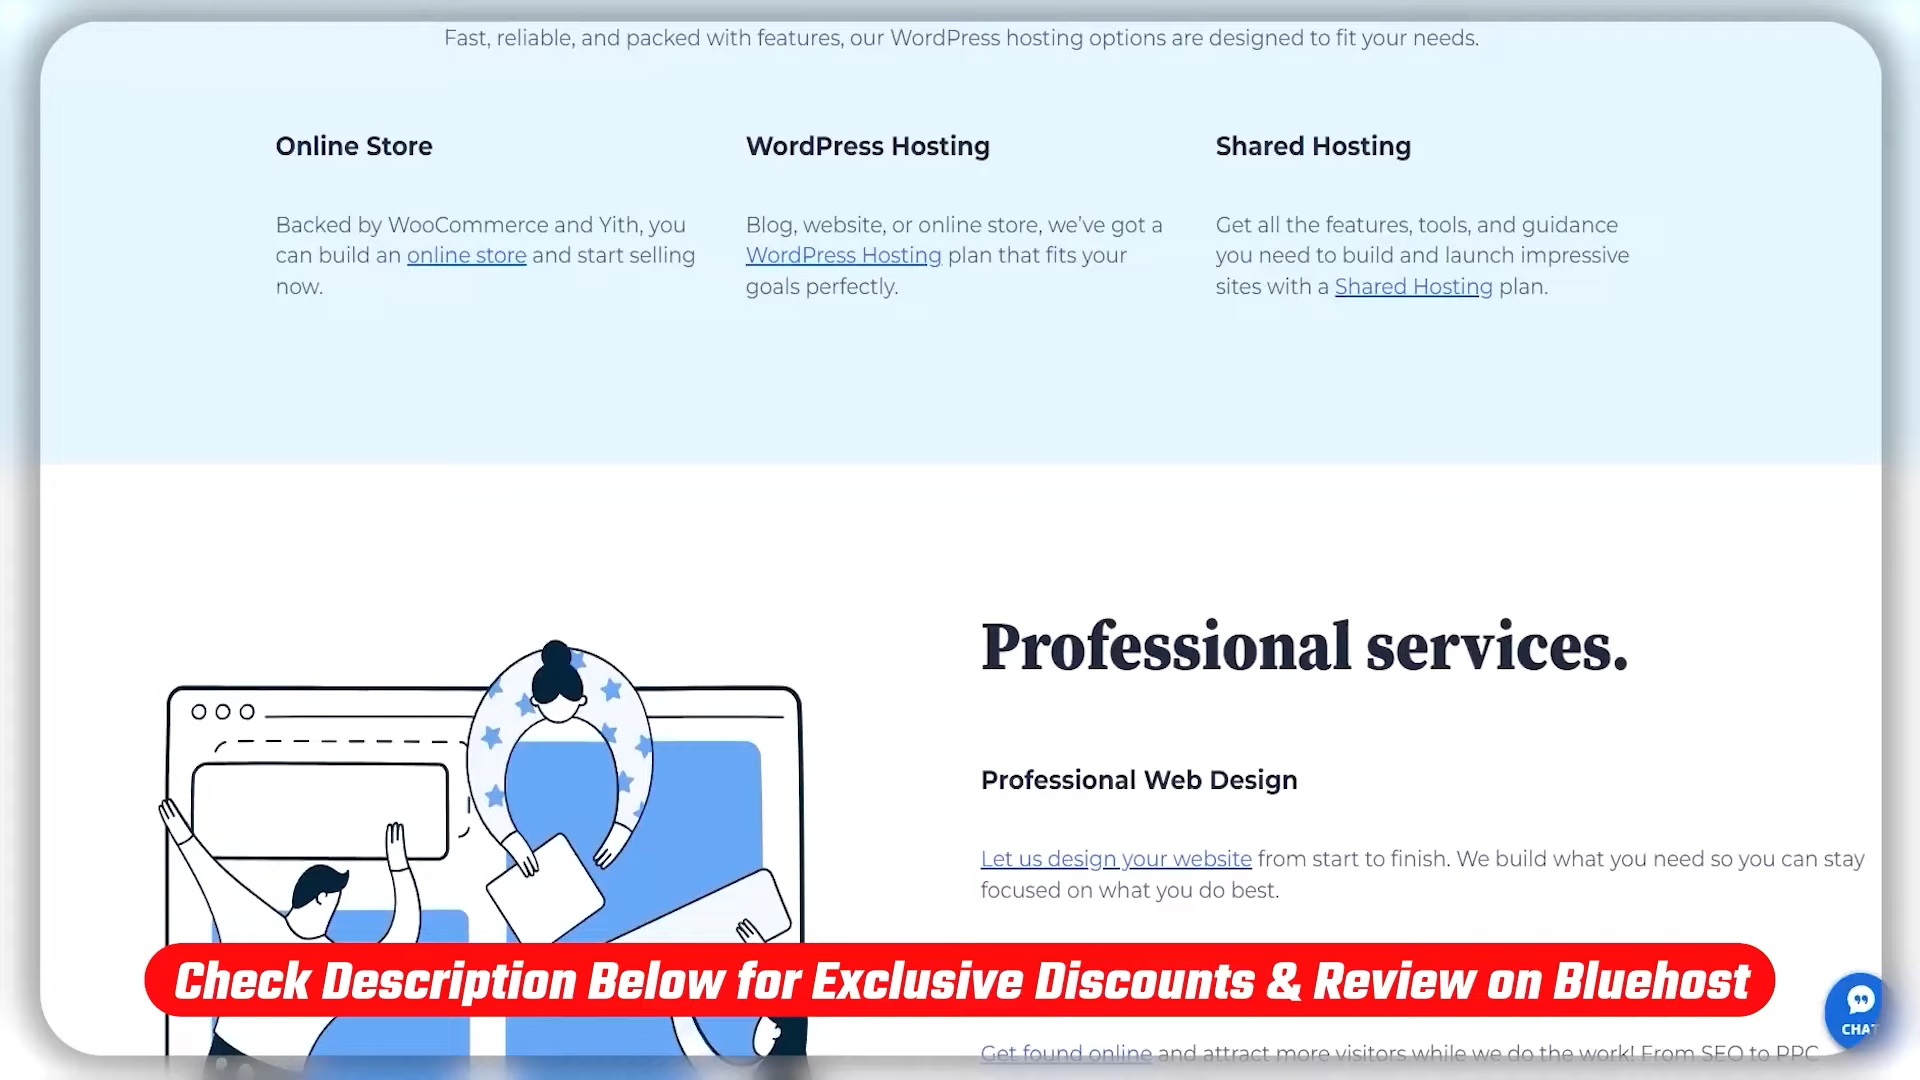 Fast, reliable, and packed with features, our WordPress hosting options are designed to fit your needs.
Online Store
Backed by WooCommerce and Yith, you
can build an online store and start selling
now.
WordPress Hosting
Blog, website, or online store, we’ve got a
WordPress Hosting plan that fits your
goals perfectly.
Shared Hosting
Get all the features, tools, and guidance
you need to build and launch impressive
sites with a Shared Hosting plan.
Professional services.
Professional Web Design
Let us design your website from start to finish. We build what you need so you can stay
focused on what you do best.
Check Description Below for Exclusive Discounts & Review on Bluehost
CHAT
Get found online and attract more visitors while we do the work! From SEO to PPC